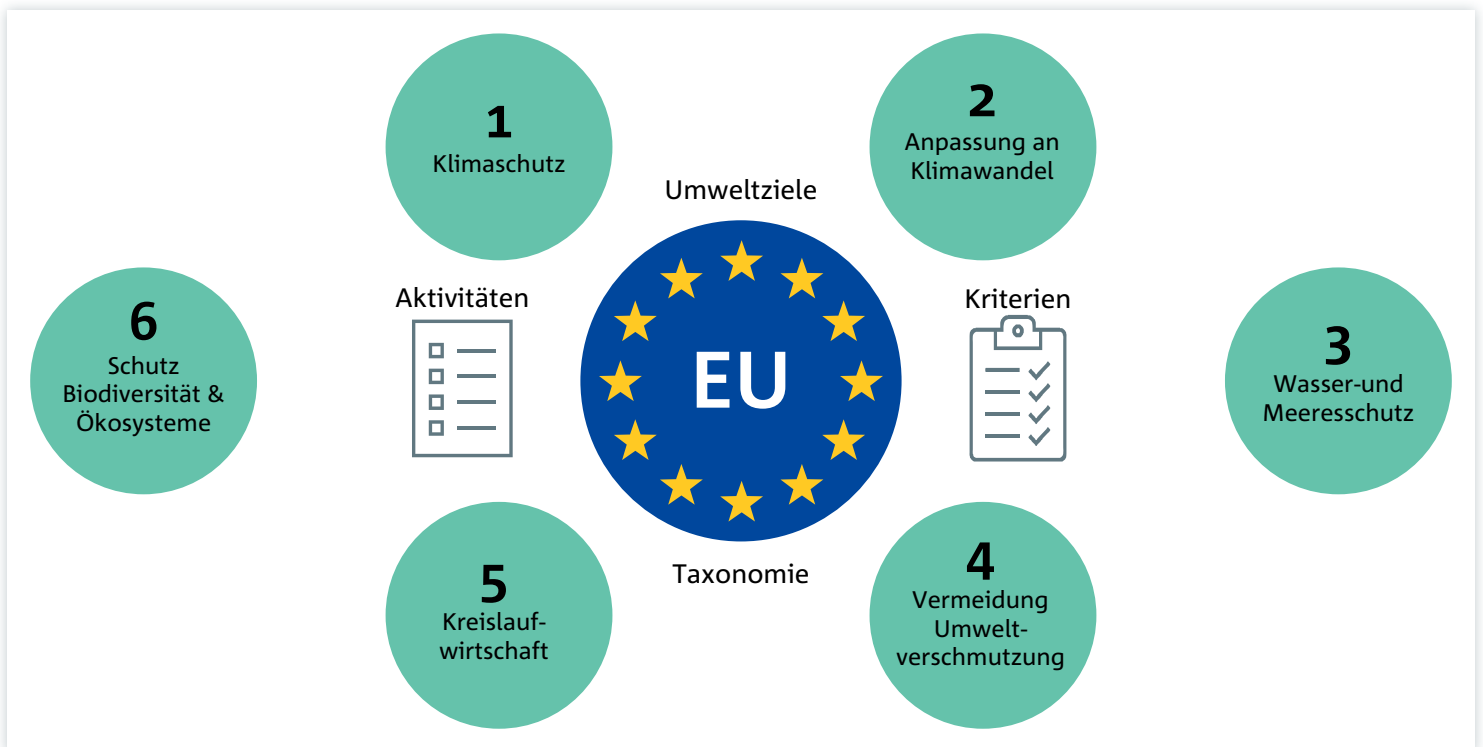 1
Klimaschutz
2
Anpassung an
Klimawandel
Umweltziele
6
Schutz
Biodiversität &
Ökosysteme
Aktivitäten
EU
Kriterien
3
Wasser-und
Meeresschutz
5
Kreislauf-
wirtschaft
Taxonomie
4
Vermeidung
Umwelt-
verschmutzung